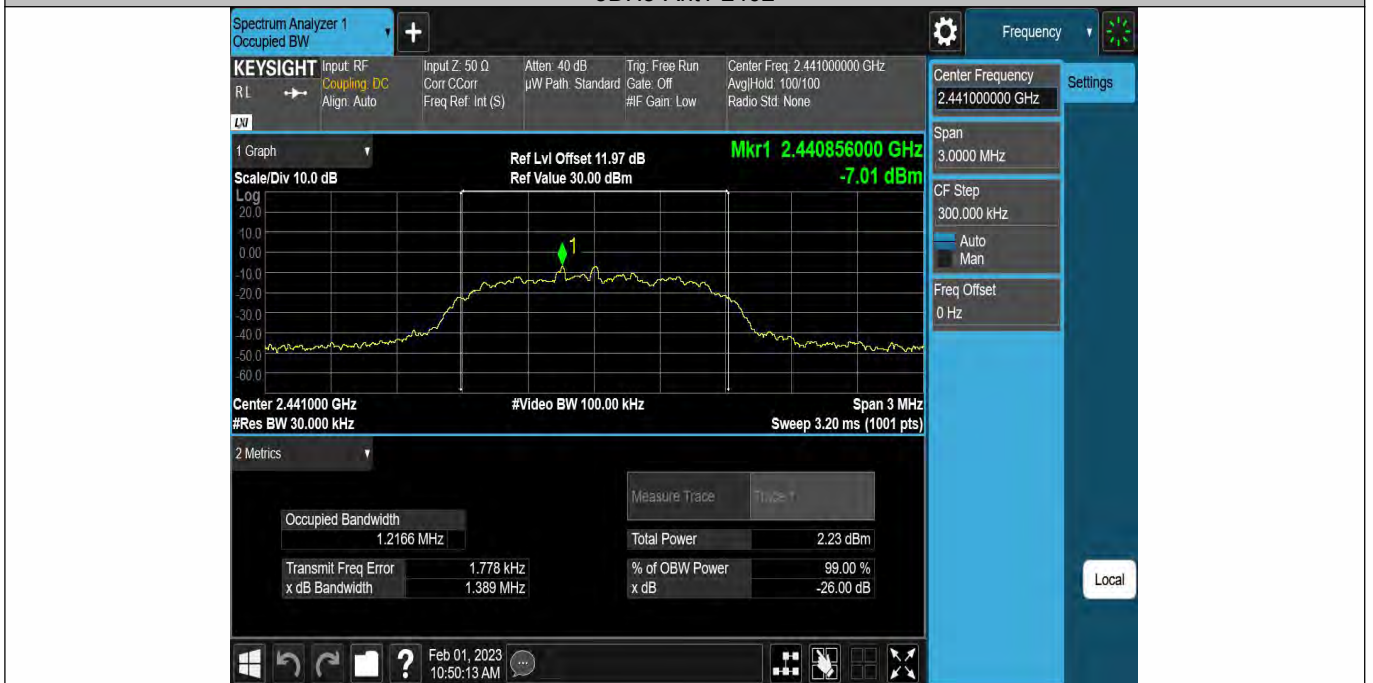 Spectrum Analyzer 1
Occupied BW
Frequency
KEYSIGHT
R L
LXI
Input: RF
Coupling: DC
Align: Auto
Input Z: 50 Ω
Corr CCorr
Freq Ref: Int (S)
Atten: 40 dB
µW Path: Standard
Trig: Free Run
Gate: Off
#IF Gain: Low
Center Freq: 2.441000000 GHz
Avg|Hold: 100/100
Radio Std: None
Center Frequency
2.441000000 GHz
Settings
Span
3.0000 MHz
CF Step
300.000 kHz
Auto
Man
Freq Offset
0 Hz
Local
1 Graph
Scale/Div 10.0 dB
Ref Lvl Offset 11.97 dB
Ref Value 30.00 dBm
Mkr1 2.440856000 GHz
-7.01 dBm
Log
20.0
10.0
0.00
-10.0
-20.0
-30.0
-40.0
-50.0
-60.0
1
Center 2.441000 GHz
#Res BW 30.000 kHz
#Video BW 100.00 kHz
Span 3 MHz
Sweep 3.20 ms (1001 pts)
2 Metrics
Measure Trace
Trace 1
Occupied Bandwidth
1.2166 MHz
Total Power 2.23 dBm
Transmit Freq Error 1.778 kHz
% of OBW Power 99.00 %
x dB Bandwidth 1.389 MHz
x dB -26.00 dB
?
Feb 01, 2023
10:50:13 AM